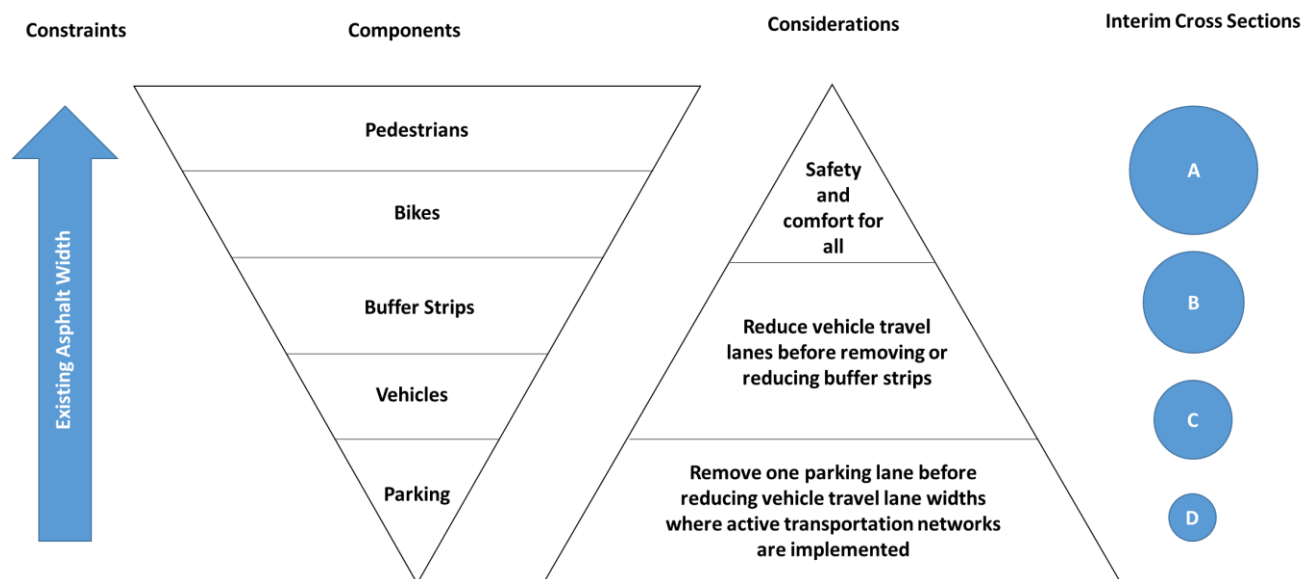 Constraints
Components
Considerations
Interim Cross Sections
Existing Asphalt Width
Pedestrians
Bikes
Buffer Strips
Vehicles
Parking
Safety
and
comfort for
all
Reduce vehicle travel
lanes before removing or
reducing buffer strips
Remove one parking lane before
reducing vehicle travel lane widths
where active transportation networks
are implemented
A
B
C
D